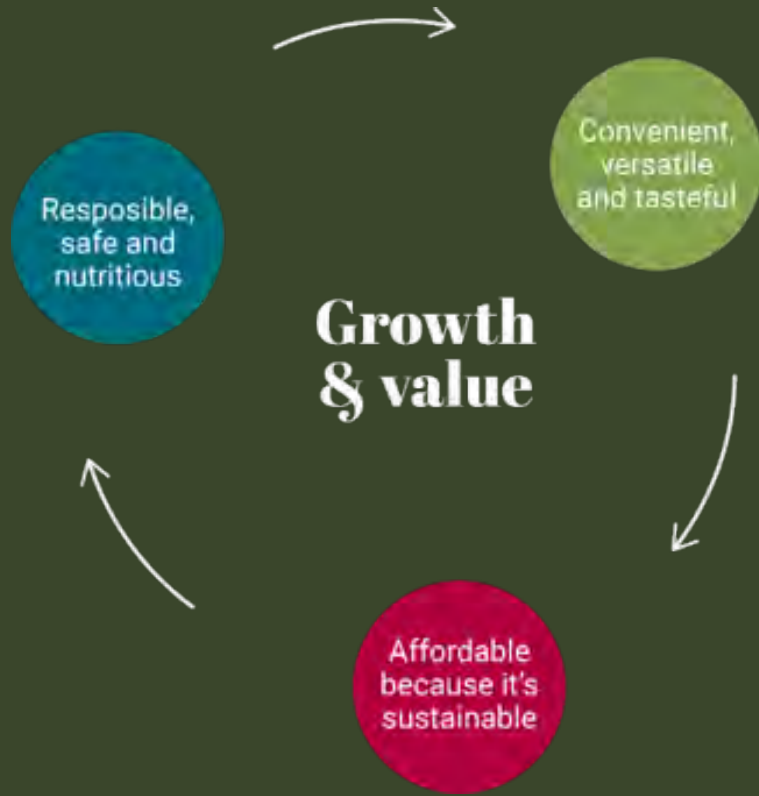 Convenient,
versatile
and tasteful
Resposible,
safe and
nutritious
Growth
& value
Affordable
because it's
sustainable